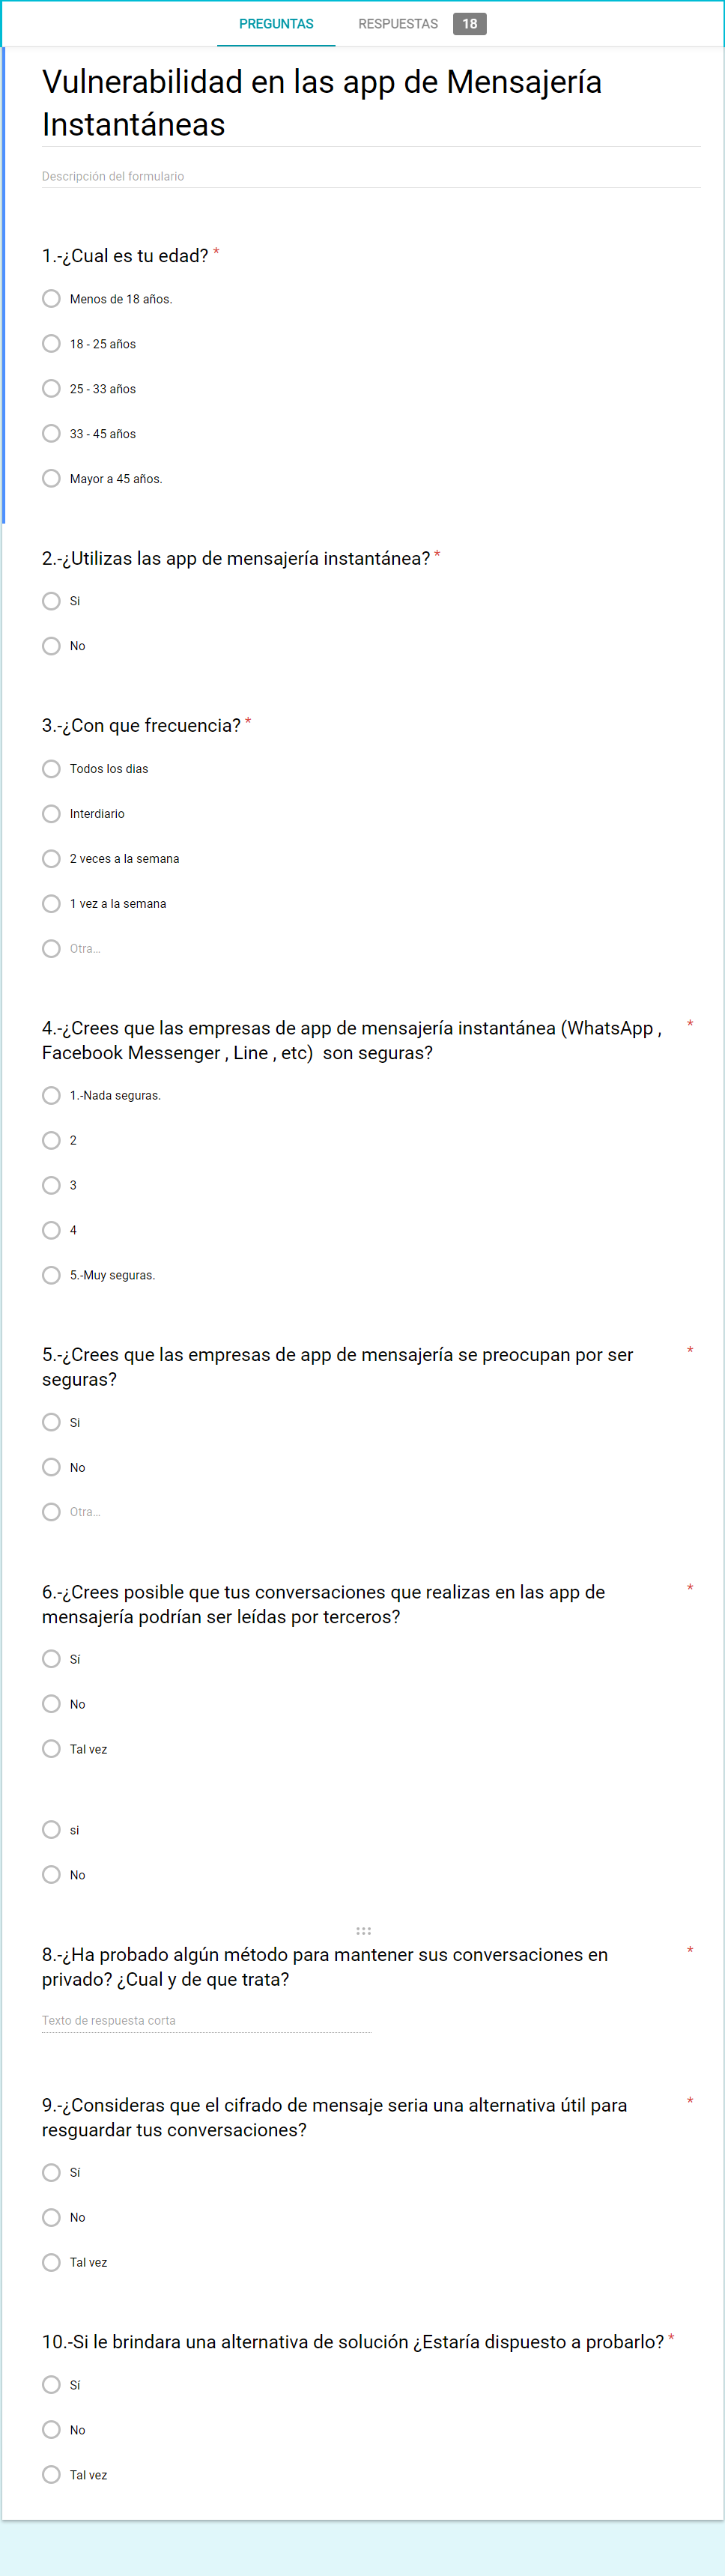 PREGUNTAS RESPUESTAS 18
Vulnerabilidad en las app de Mensajería
Instantáneas
Descripción del formulario
1.-¿Cual es tu edad? *
Menos de 18 años.
18 - 25 años
25 - 33 años
33 - 45 años
Mayor a 45 años.
2.-¿Utilizas las app de mensajería instantánea? *
Si
No
3.-¿Con que frecuencia? *
Todos los dias
Interdiario
2 veces a la semana
1 vez a la semana
Otra...
4.-¿Crees que las empresas de app de mensajería instantánea (WhatsApp , *
Facebook Messenger , Line , etc)  son seguras?
1.-Nada seguras.
2
3
4
5.-Muy seguras.
5.-¿Crees que las empresas de app de mensajería se preocupan por ser *
seguras?
Si
No
Otra...
6.-¿Crees posible que tus conversaciones que realizas en las app de *
mensajería podrían ser leídas por terceros?
Sí
No
Tal vez
si
No
8.-¿Ha probado algún método para mantener sus conversaciones en *
privado? ¿Cual y de que trata?
Texto de respuesta corta
9.-¿Consideras que el cifrado de mensaje seria una alternativa útil para *
resguardar tus conversaciones?
Sí
No
Tal vez
10.-Si le brindara una alternativa de solución ¿Estaría dispuesto a probarlo? *
Sí
No
Tal vez